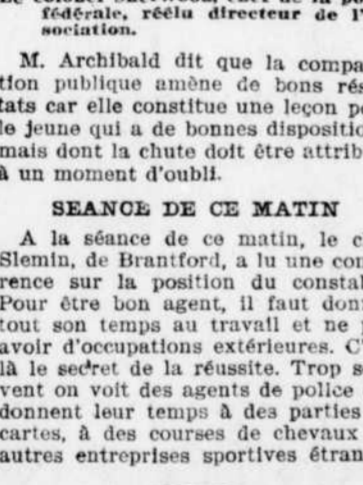 fédérale, réélu directeur de l'
sociation.
M. Archibald dit que la compa
tion publique amène de bons rés
tats car elle constitue une leçon p
le jeune qui a de bonnes dispositio
mais dont la chute doit être attrib
à un moment d'oubli.
SEANCE DE CE MATIN
A la séance de ce matin, le c
Slemin, de Brantford, a lu une con
rence sur la position du constal
Pour être bon agent, il faut don
tout son temps au travail et ne
avoir d'occupations extérieures. C'
là le secret de la réussite. Trop s
vent on voit des agents de police
donnent leur temps à des parties
cartes, à des courses de chevaux
autres entreprises sportives étran